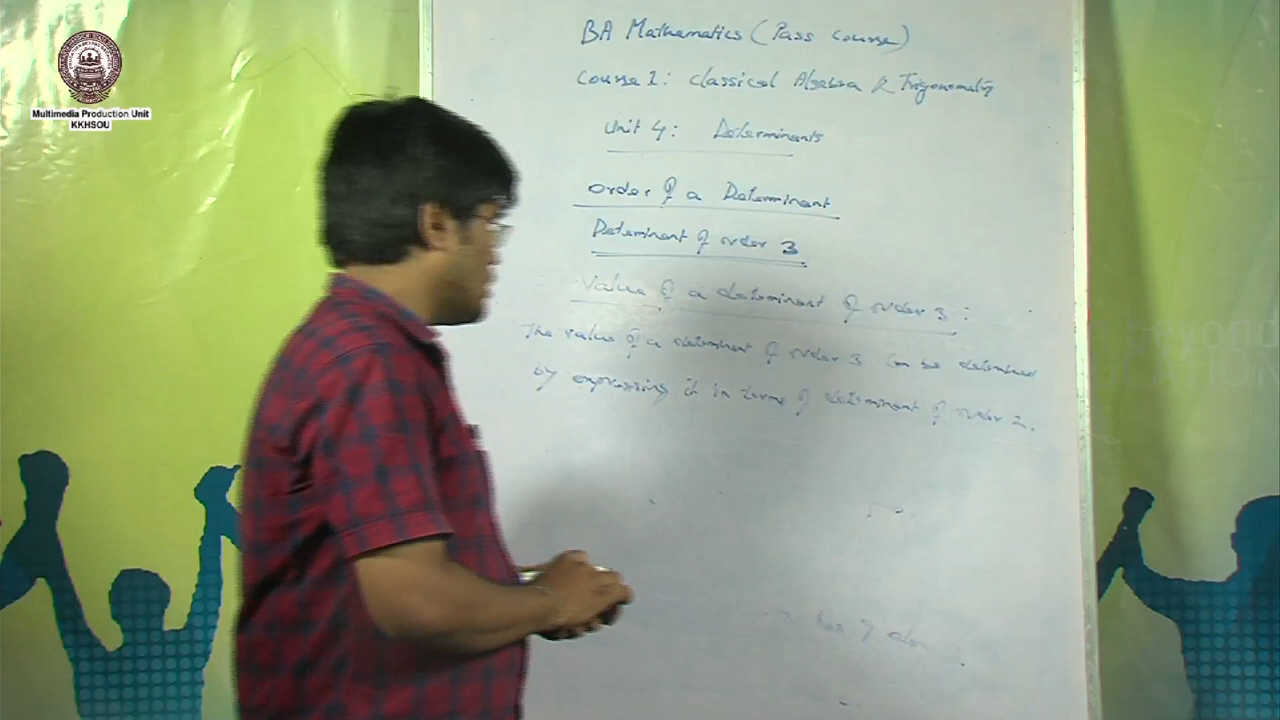 Multimedia Production Unit
KKHSOU
BA Mathematics (Pass Course)
Course 1: Classical Algebra & Trigonometry
Unit 4: Determinants
Order of a Determinant
Determinant of order 3
Value of a determinant of order 3:
The value of a determinant of order 3 can be determined
by expressing it in terms of determinant of order 2.
beyond